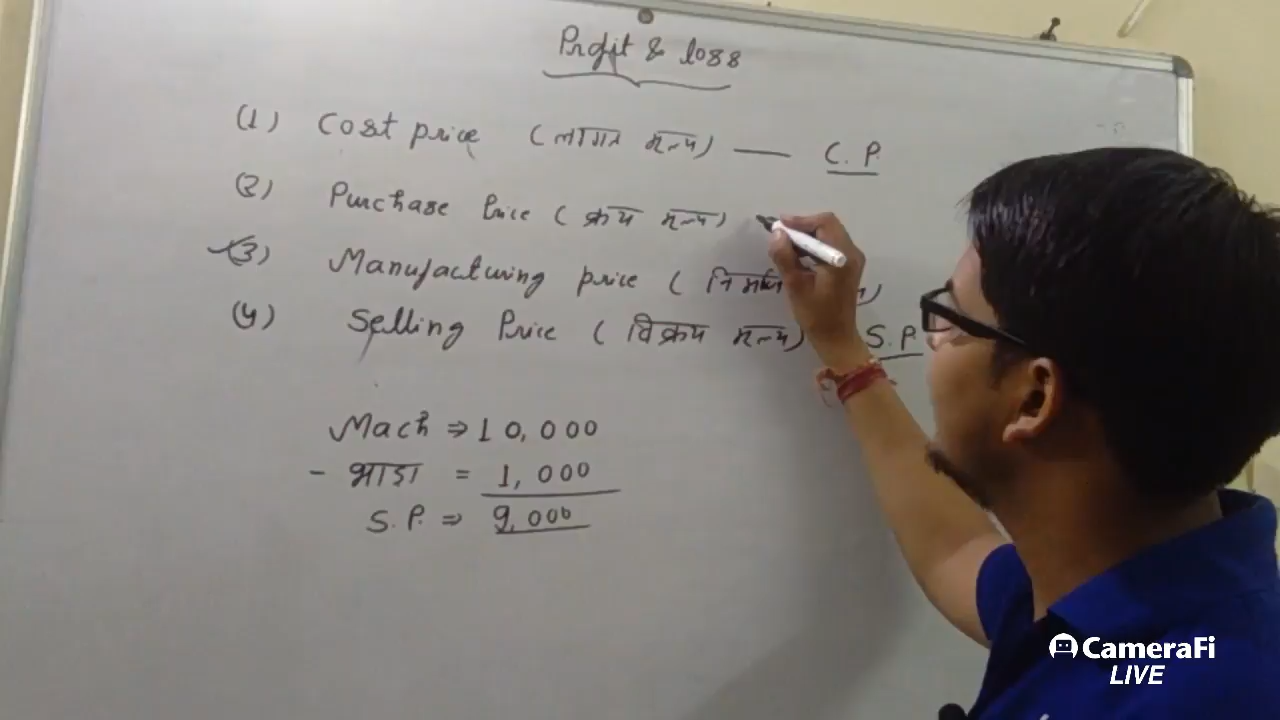 Profit & loss
(1) Cost price (लागत मूल्य) — C.P.
(2) Purchase Price (क्रय मूल्य)
(3) Manufacturing price (
(4) Selling Price (विक्रय मूल्य) S.P.
Mach ⇒ 10,000
- भाड़ा = 1,000
S.P. ⇒ 9,000
CameraFi
LIVE